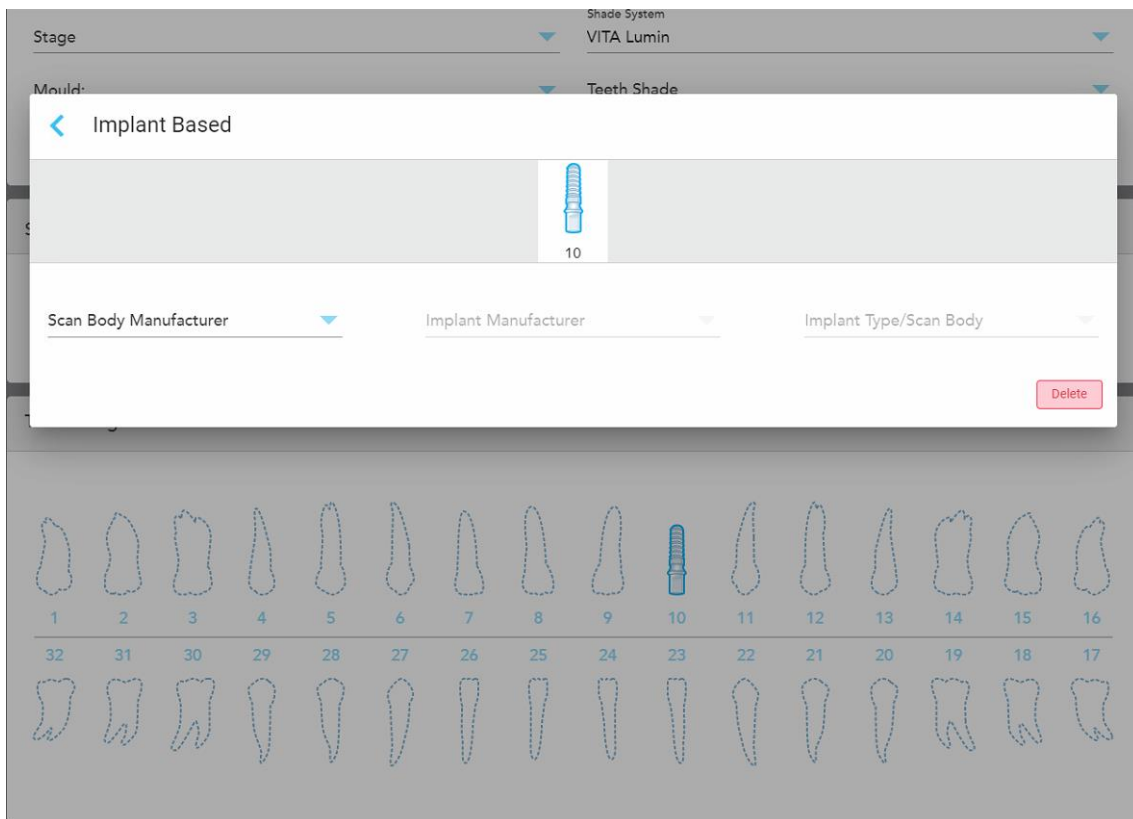 Shade System
Stage VITA Lumin
Mould: Teeth Shade
Implant Based
10
Scan Body Manufacturer Implant Manufacturer Implant Type/Scan Body
Delete
1 2 3 4 5 6 7 8 9 10 11 12 13 14 15 16
32 31 30 29 28 27 26 25 24 23 22 21 20 19 18 17